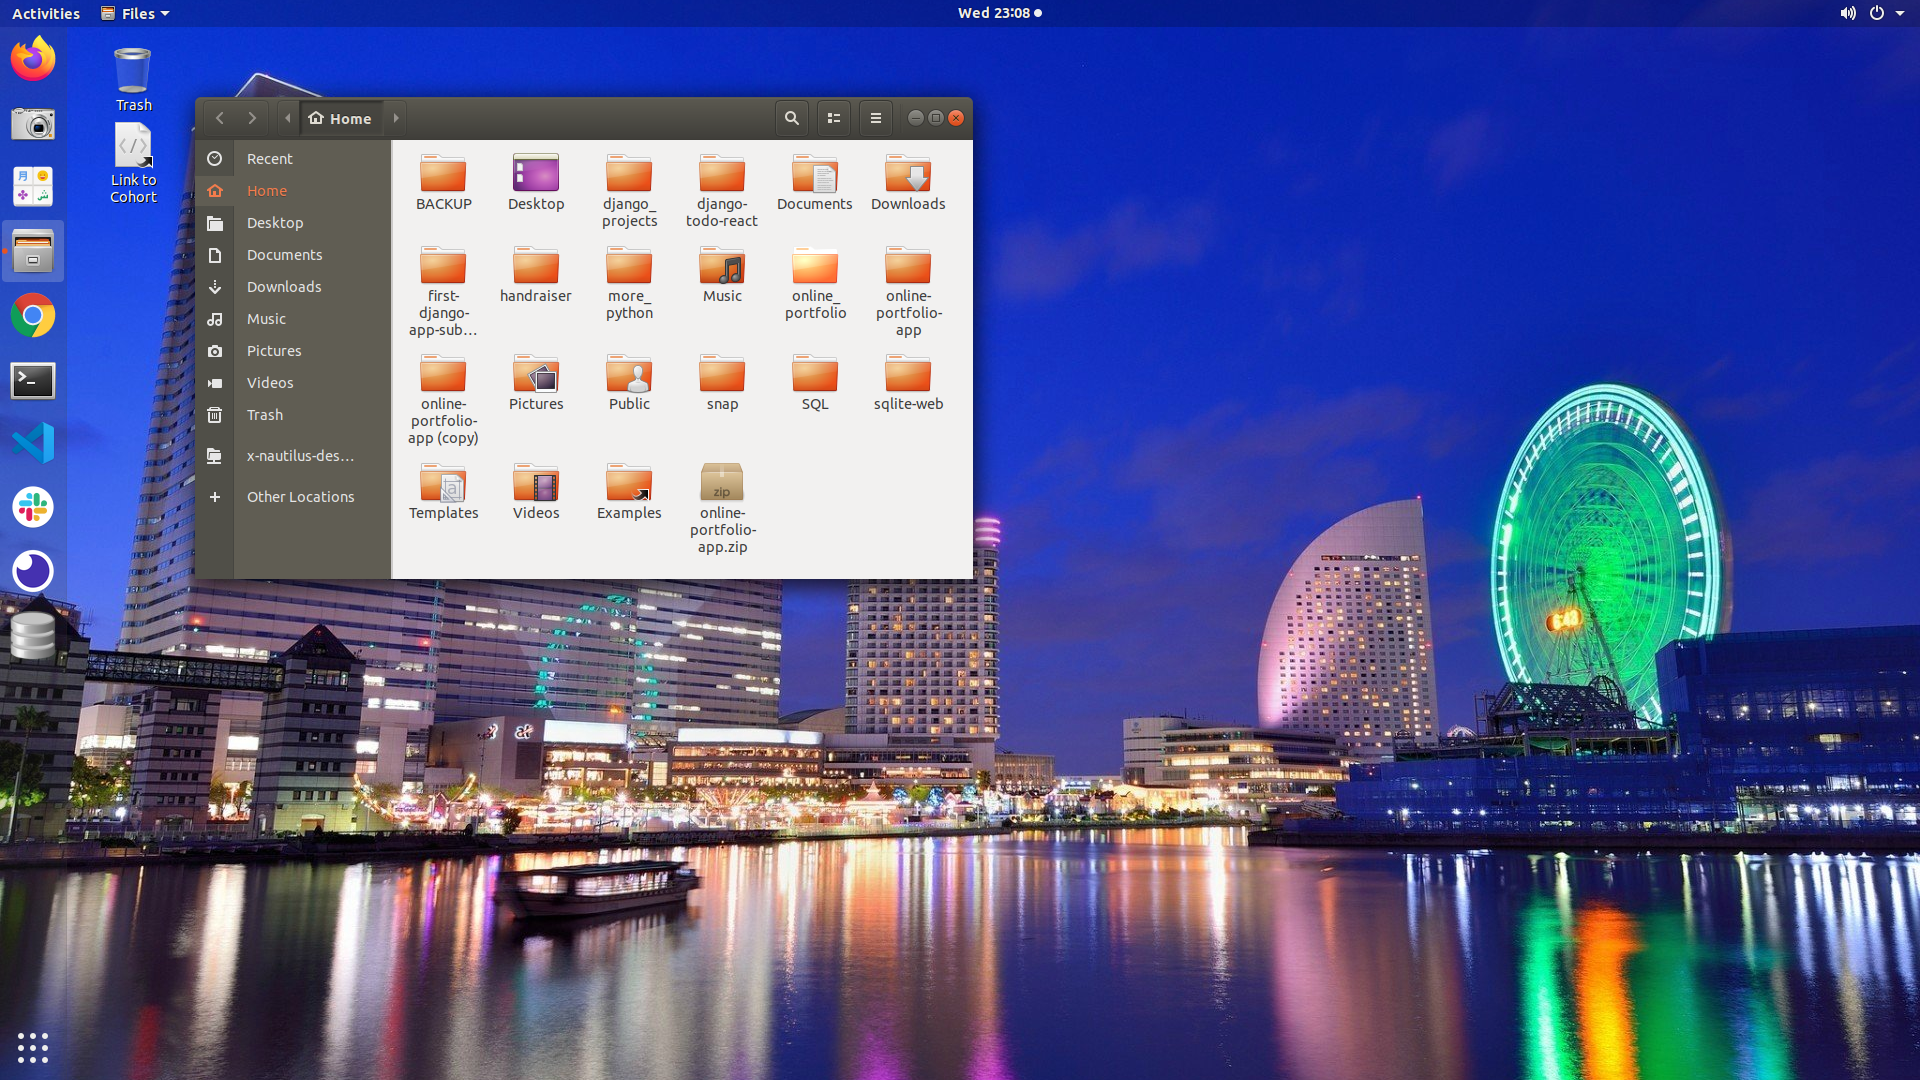 Activities
Files
Wed 23:08
Trash
Link to
Cohort
Home
Recent
Home
Desktop
Documents
Downloads
Music
Pictures
Videos
Trash
x-nautilus-des…
Other Locations
BACKUP
Desktop
django_
projects
django-
todo-react
Documents
Downloads
first-
django-
app-sub…
handraiser
more_
python
Music
online_
portfolio
online-
portfolio-
app
online-
portfolio-
app (copy)
Pictures
Public
snap
SQL
sqlite-web
Templates
Videos
Examples
zip
online-
portfolio-
app.zip
6:43